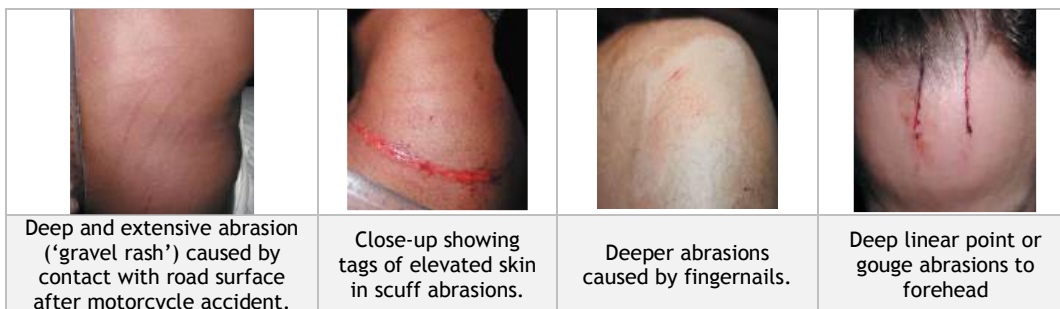 Deep and extensive abrasion
(‘gravel rash’) caused by
contact with road surface
after motorcycle accident.
Close-up showing
tags of elevated skin
in scuff abrasions.
Deeper abrasions
caused by fingernails.
Deep linear point or
gouge abrasions to
forehead